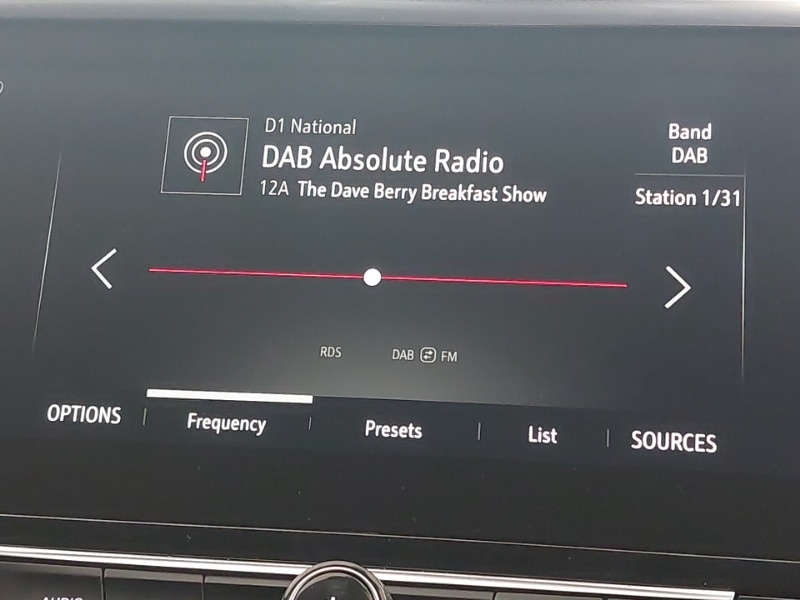 D1 National
DAB Absolute Radio
12A The Dave Berry Breakfast Show
Band
DAB
Station 1/31
RDS
DAB FM
OPTIONS
Frequency
Presets
List
SOURCES
AUDIO